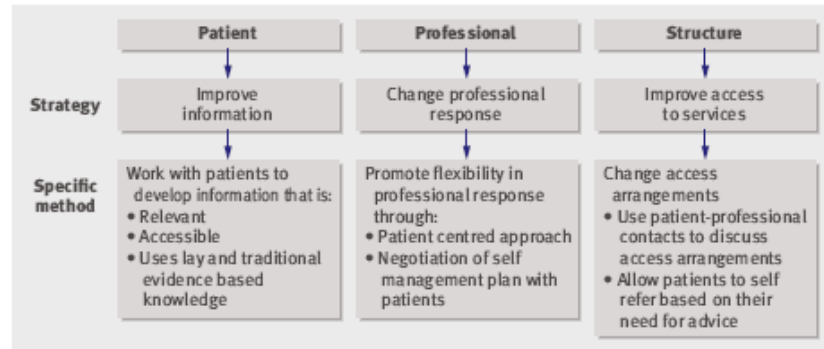 Patient
Professional
Structure
Strategy
Improve
information
Change professional
response
Improve access
to services
Specific
method
Work with patients to
develop information that is:
• Relevant
• Accessible
• Uses lay and traditional
evidence based
knowledge
Promote flexibility in
professional response
through:
• Patient centred approach
• Negotiation of self
management plan with
patients
Change access
arrangements
• Use patient-professional
contacts to discuss
access arrangements
• Allow patients to self
refer based on their
need for advice